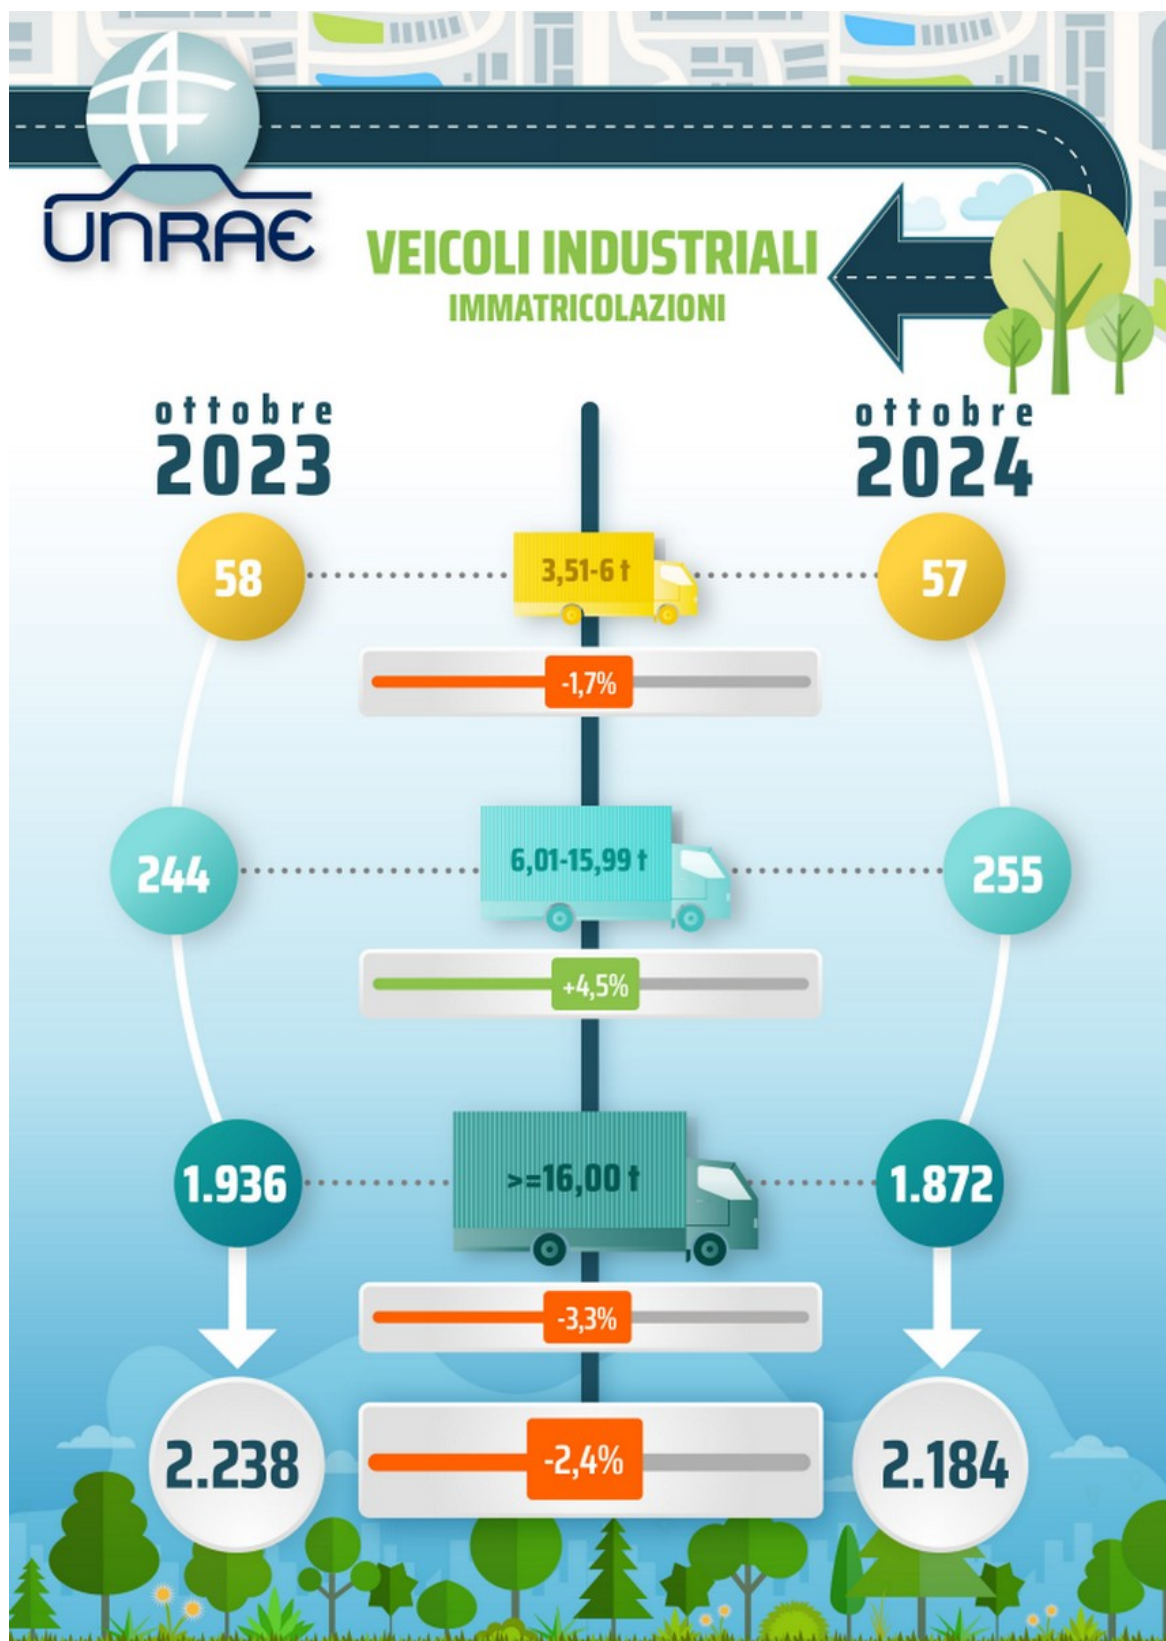 UNRAE
VEICOLI INDUSTRIALI
IMMATRICOLAZIONI
ottobre
2023
ottobre
2024
58
3,51-6 t
57
-1,7%
244
6,01-15,99 t
255
+4,5%
1.936
>=16,00 t
1.872
-3,3%
2.238
-2,4%
2.184